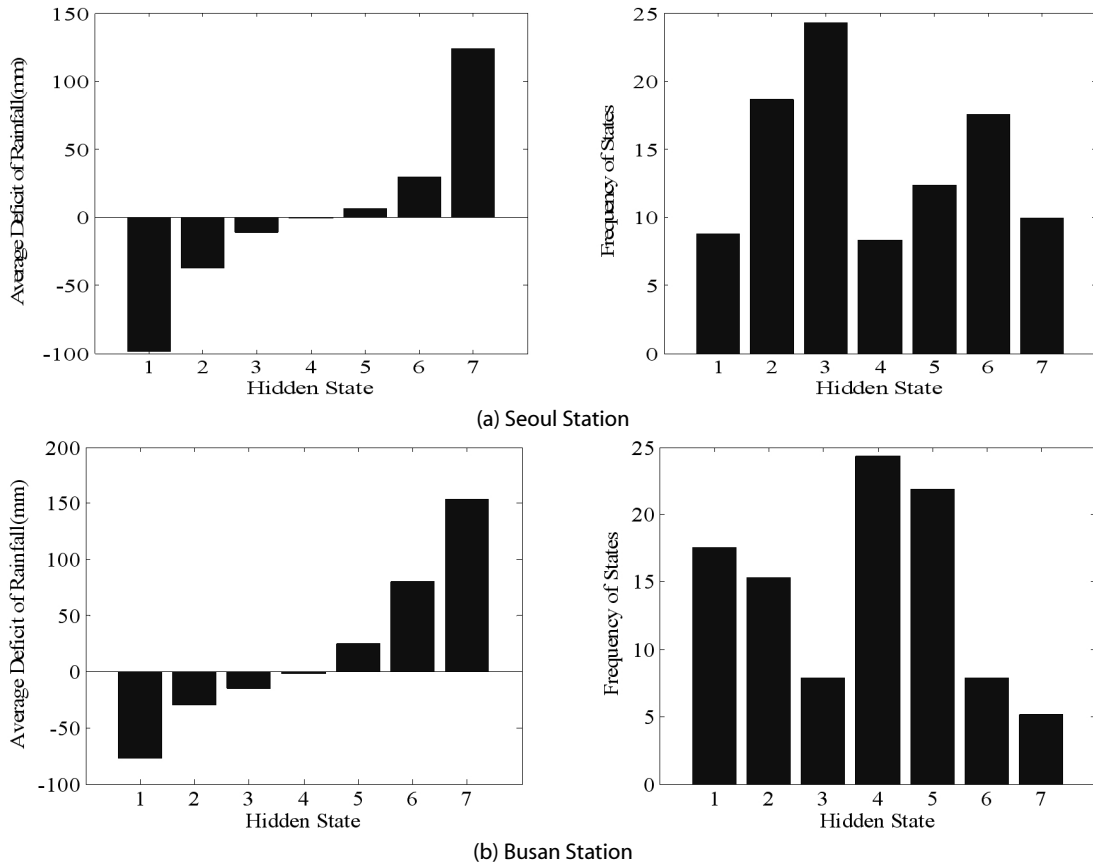 150
100
50
0
-50
-100
Average Deficit of Rainfall(mm)
1 2 3 4 5 6 7
Hidden State
25
20
15
10
5
0
Frequency of States
1 2 3 4 5 6 7
Hidden State
(a) Seoul Station
200
150
100
50
0
-50
-100
Average Deficit of Rainfall(mm)
1 2 3 4 5 6 7
Hidden State
25
20
15
10
5
0
Frequency of States
1 2 3 4 5 6 7
Hidden State
(b) Busan Station